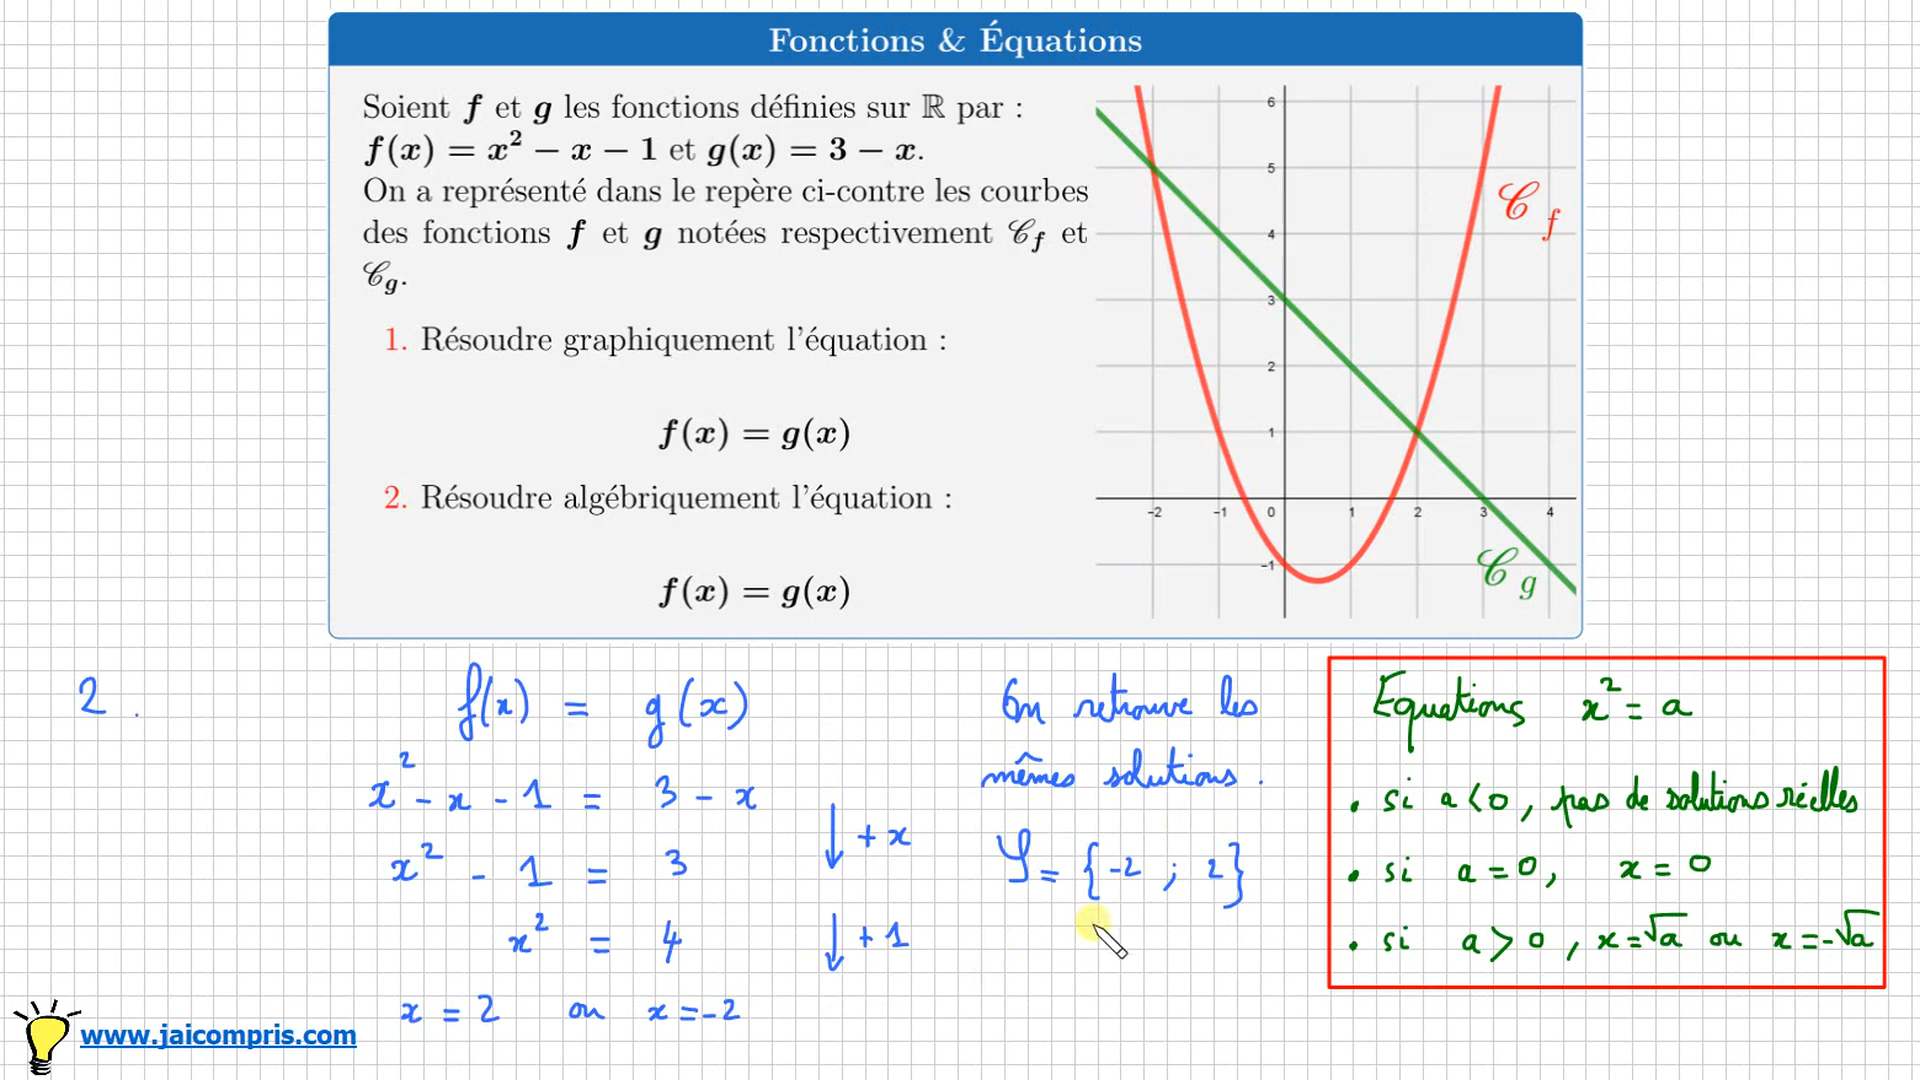 Fonctions & Équations
Soient f et g les fonctions définies sur ℝ par :
f(x) = x² − x − 1 et g(x) = 3 − x.
On a représenté dans le repère ci-contre les courbes
des fonctions f et g notées respectivement 𝒞f et
𝒞g.
1. Résoudre graphiquement l'équation :
f(x) = g(x)
2. Résoudre algébriquement l'équation :
f(x) = g(x)
6
5
4
3
2
1
-2 -1 0 1 2 3 4
-1
𝒞f
𝒞g
2.
f(x) = g(x)
x² - x - 1 = 3 - x
+ x
x² - 1 = 3
+ 1
x² = 4
x = 2 ou x = -2
On retrouve les
mêmes solutions.
𝒮 = {-2 ; 2}
Equations x² = a
• si a < 0, pas de solutions réelles
• si a = 0, x = 0
• si a > 0, x = √a ou x = -√a
www.jaicompris.com